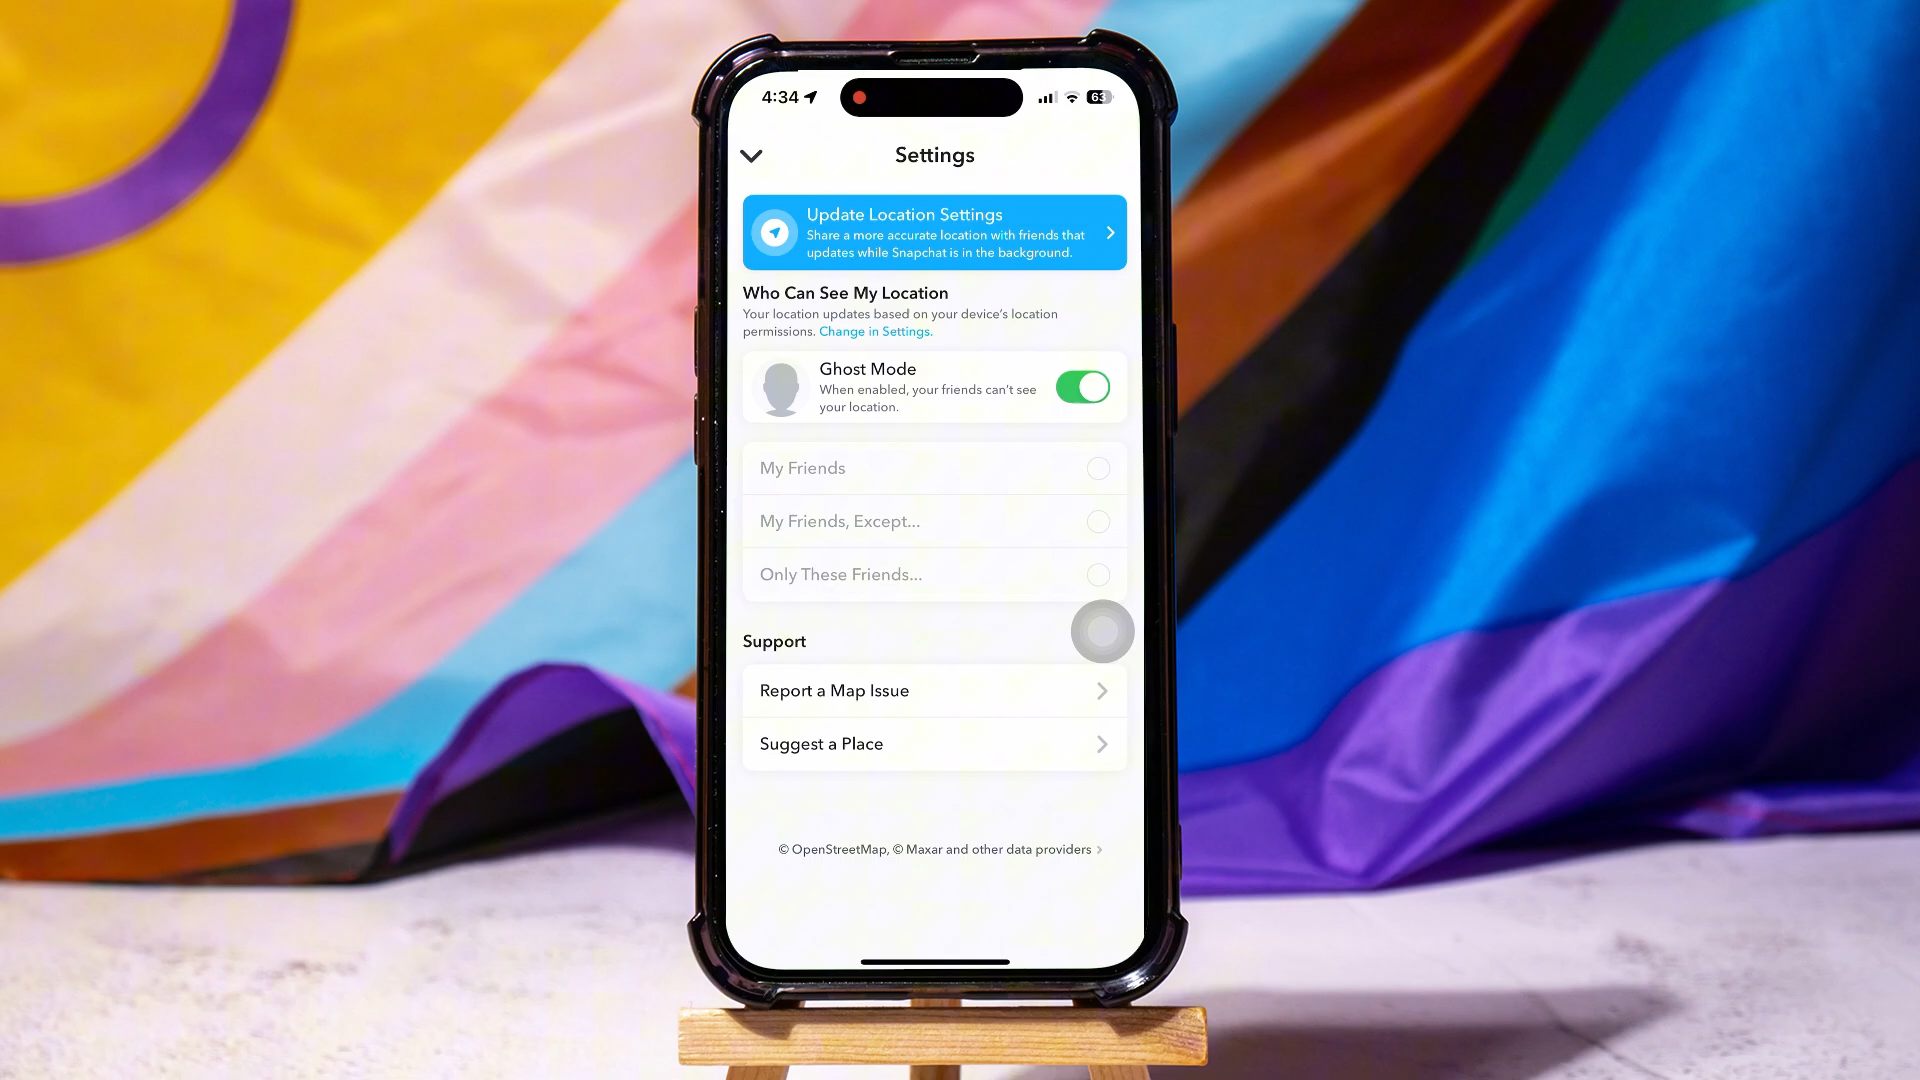 4:34
63
Settings
Update Location Settings
Share a more accurate location with friends that
updates while Snapchat is in the background.
Who Can See My Location
Your location updates based on your device's location
permissions. Change in Settings.
Ghost Mode
When enabled, your friends can't see
your location.
My Friends
My Friends, Except...
Only These Friends...
Support
Report a Map Issue
Suggest a Place
© OpenStreetMap, © Maxar and other data providers